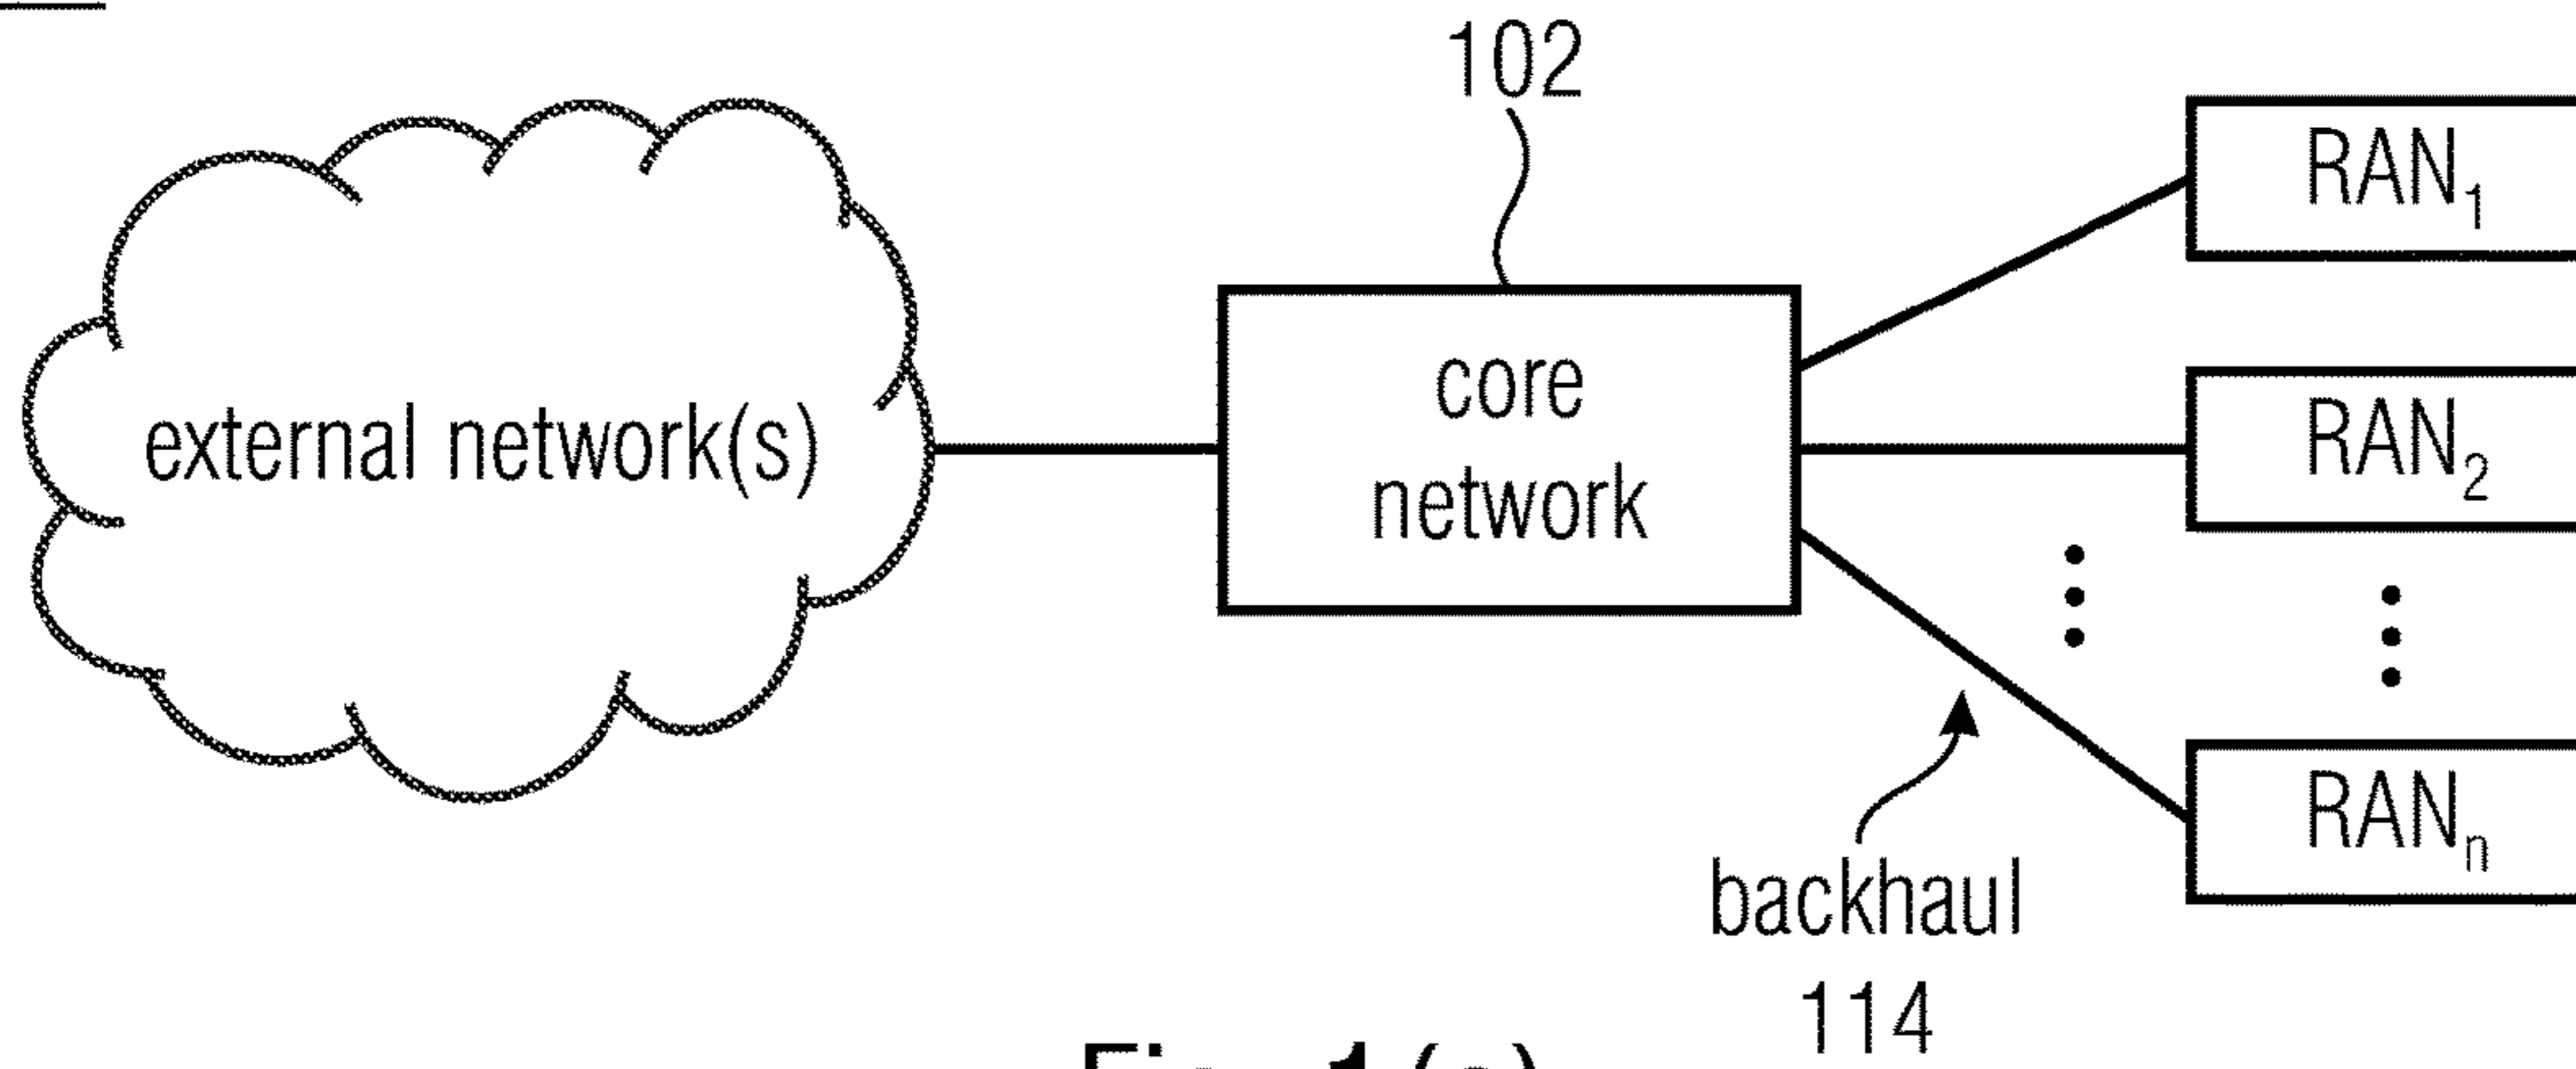 102
RAN1
external network(s)
core
network
RAN2
RANn
backhaul
114